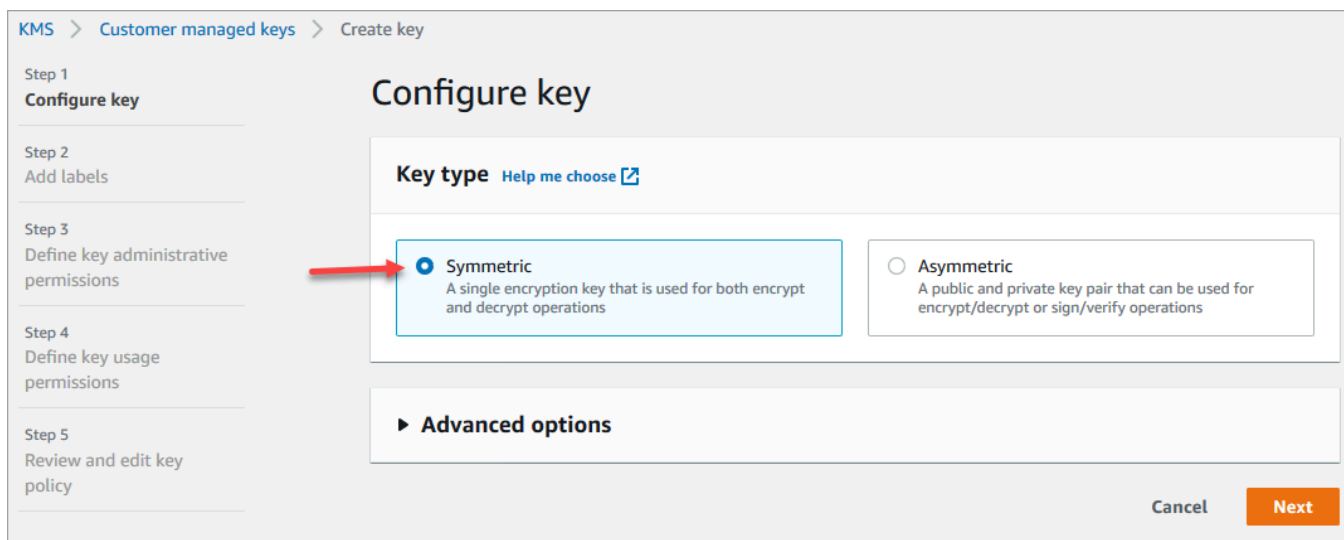 KMS > Customer managed keys > Create key
Step 1
Configure key
Step 2
Add labels
Step 3
Define key administrative
permissions
Step 4
Define key usage
permissions
Step 5
Review and edit key
policy
Configure key
Key type Help me choose
Symmetric
A single encryption key that is used for both encrypt
and decrypt operations
Asymmetric
A public and private key pair that can be used for
encrypt/decrypt or sign/verify operations
Advanced options
Cancel Next